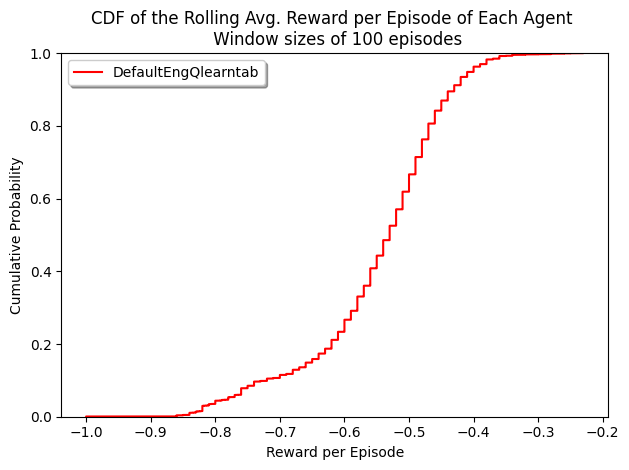 CDF of the Rolling Avg. Reward per Episode of Each Agent
Window sizes of 100 episodes
DefaultEngQlearntab
Cumulative Probability
1.0
0.8
0.6
0.4
0.2
0.0
−1.0 −0.9 −0.8 −0.7 −0.6 −0.5 −0.4 −0.3 −0.2
Reward per Episode